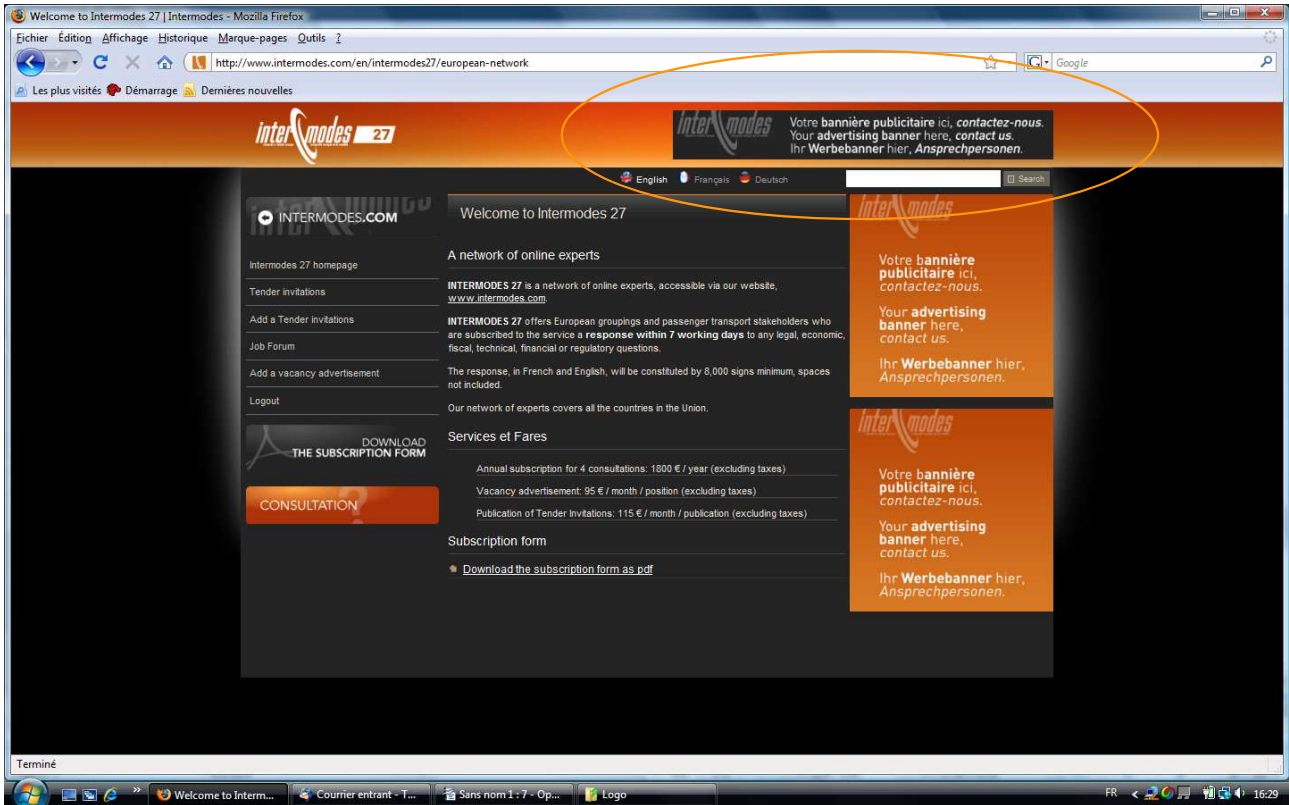 Welcome to Intermodes 27 | Intermodes - Mozilla Firefox
Fichier Édition Affichage Historique Marque-pages Outils ?
http://www.intermodes.com/en/intermodes27/european-network
G Google
Les plus visités Démarrage Dernières nouvelles
inter modes 27
inter modes
Votre bannière publicitaire ici, contactez-nous.
Your advertising banner here, contact us.
Ihr Werbebanner hier, Ansprechpersonen.
English Français Deutsch
Search
INTERMODES.COM
Intermodes 27 homepage
Tender invitations
Add a Tender invitations
Job Forum
Add a vacancy advertisement
Logout
DOWNLOAD
THE SUBSCRIPTION FORM
CONSULTATION ?
Welcome to Intermodes 27
A network of online experts
INTERMODES 27 is a network of online experts, accessible via our website,
www.intermodes.com.
INTERMODES 27 offers European groupings and passenger transport stakeholders who
are subscribed to the service a response within 7 working days to any legal, economic,
fiscal, technical, financial or regulatory questions.
The response, in French and English, will be constituted by 8,000 signs minimum, spaces
not included.
Our network of experts covers all the countries in the Union.
Services et Fares
Annual subscription for 4 consultations: 1800 € / year (excluding taxes)
Vacancy advertisement: 95 € / month / position (excluding taxes)
Publication of Tender Invitations: 115 € / month / publication (excluding taxes)
Subscription form
Download the subscription form as pdf
inter modes
Votre bannière
publicitaire ici,
contactez-nous.
Your advertising
banner here,
contact us.
Ihr Werbebanner hier,
Ansprechpersonen.
inter modes
Votre bannière
publicitaire ici,
contactez-nous.
Your advertising
banner here,
contact us.
Ihr Werbebanner hier,
Ansprechpersonen.
Terminé
Welcome to Interm... Courrier entrant - T... Sans nom 1 : 7 - Op... Logo
FR 16:29